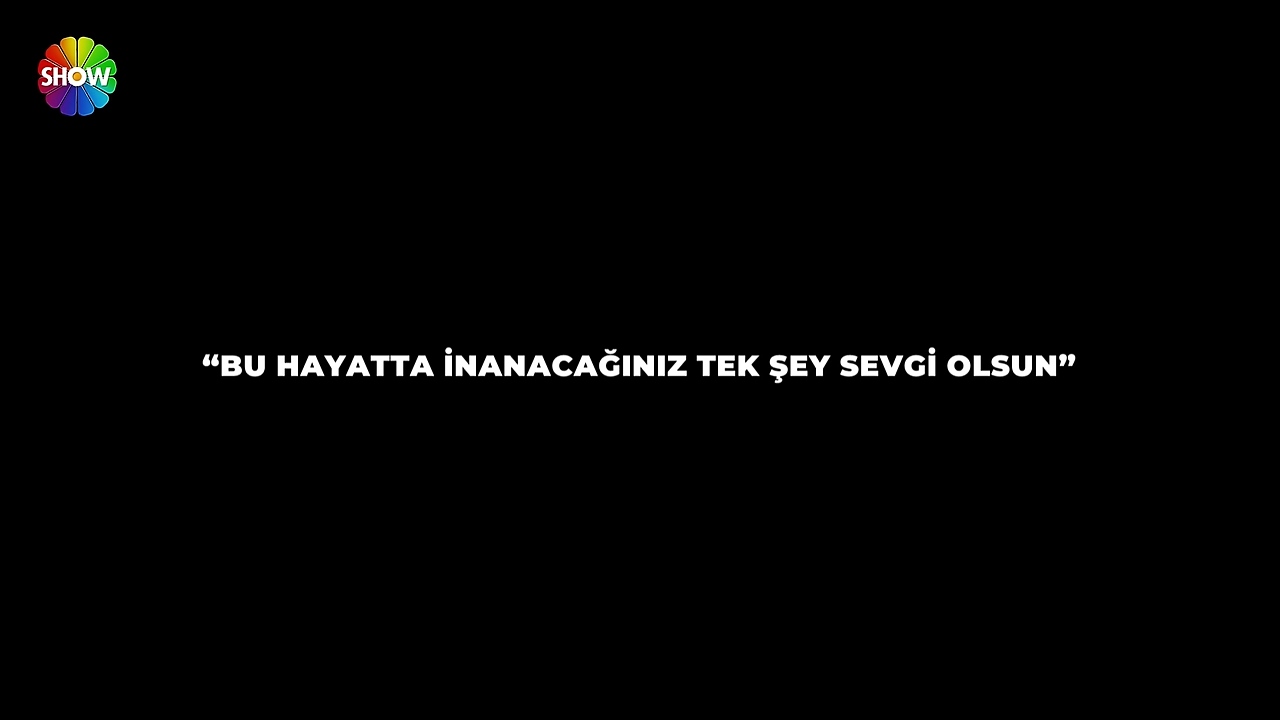 SHOW
“BU HAYATTA İNANACAĞINIZ TEK ŞEY SEVGİ OLSUN”